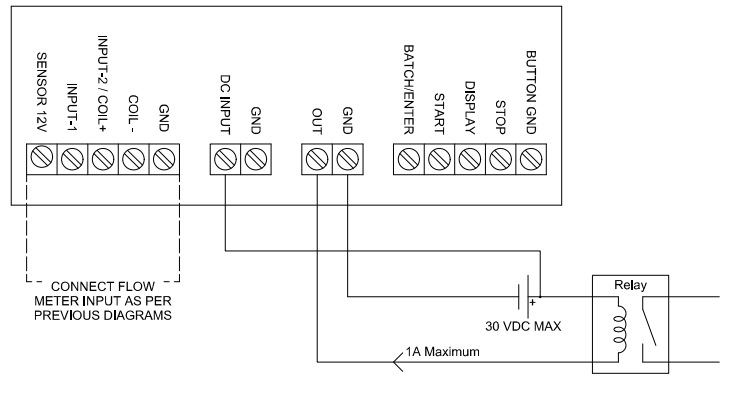 SENSOR 12V
INPUT-1
INPUT-2 / COIL+
COIL -
GND
DC INPUT
GND
OUT
GND
BATCH/ENTER
START
DISPLAY
STOP
BUTTON GND
CONNECT FLOW
METER INPUT AS PER
PREVIOUS DIAGRAMS
Relay
+
30 VDC MAX
1A Maximum